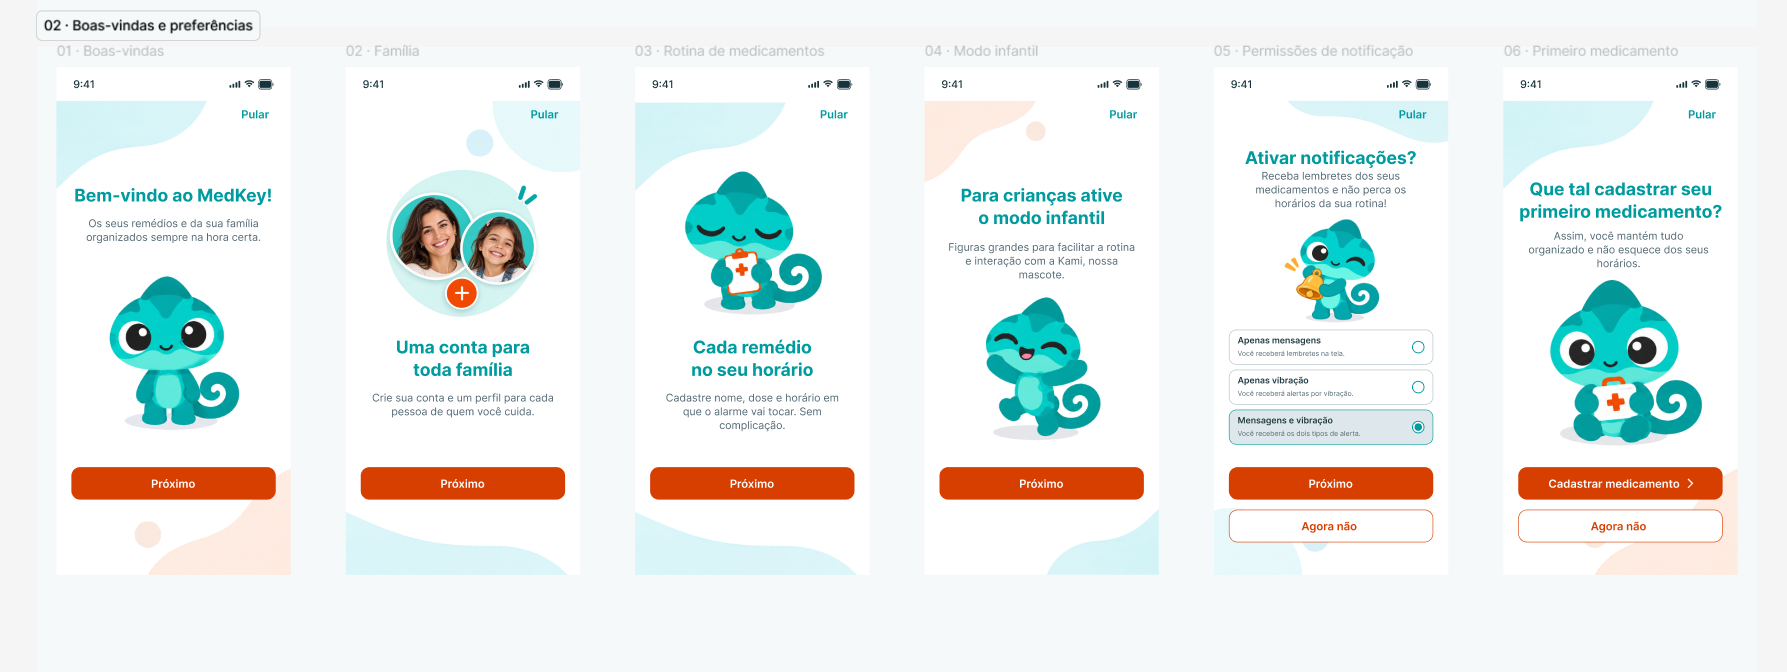 02 · Boas-vindas e preferências
01 · Boas-vindas
9:41
Pular
Bem-vindo ao MedKey!
Os seus remédios e da sua família
organizados sempre na hora certa.
Próximo
02 · Família
9:41
Pular
Uma conta para
toda família
Crie sua conta e um perfil para cada
pessoa de quem você cuida.
Próximo
03 · Rotina de medicamentos
9:41
Pular
Cada remédio
no seu horário
Cadastre nome, dose e horário em
que o alarme vai tocar. Sem
complicação.
Próximo
04 · Modo infantil
9:41
Pular
Para crianças ative
o modo infantil
Figuras grandes para facilitar a rotina
e interação com a Kami, nossa
mascote.
Próximo
05 · Permissões de notificação
9:41
Pular
Ativar notificações?
Receba lembretes dos seus
medicamentos e não perca os
horários da sua rotina!
Apenas mensagens
Você receberá lembretes na tela.
Apenas vibração
Você receberá alertas por vibração.
Mensagens e vibração
Você receberá os dois tipos de alerta.
Próximo
Agora não
06 · Primeiro medicamento
9:41
Pular
Que tal cadastrar seu
primeiro medicamento?
Assim, você mantém tudo
organizado e não esquece dos seus
horários.
Cadastrar medicamento
Agora não